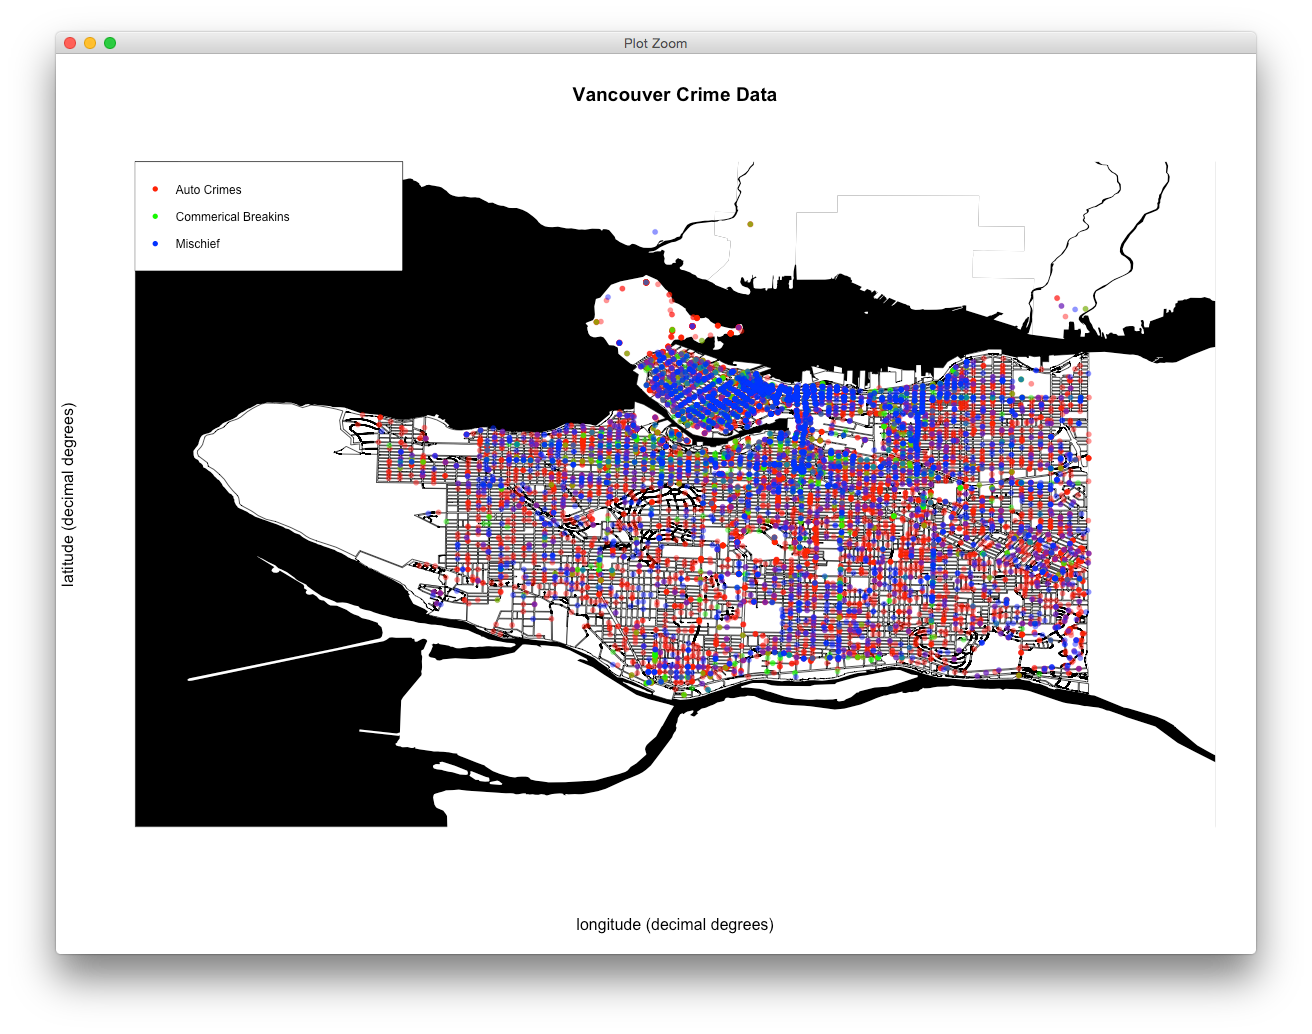 Plot Zoom
Vancouver Crime Data
Auto Crimes
Commerical Breakins
Mischief
latitude (decimal degrees)
longitude (decimal degrees)